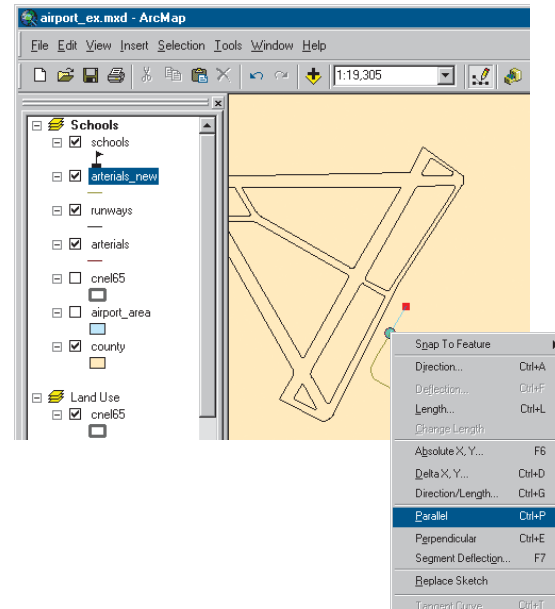 airport_ex.mxd - ArcMap
File Edit View Insert Selection Tools Window Help
1:19,305
Schools
schools
arterials_new
runways
arterials
cnel65
airport_area
county
Land Use
cnel65
Snap To Feature
Direction... Ctrl+A
Deflection... Ctrl+F
Length... Ctrl+L
Change Length
Absolute X, Y... F6
Delta X, Y... Ctrl+D
Direction/Length... Ctrl+G
Parallel Ctrl+P
Perpendicular Ctrl+E
Segment Deflection... F7
Replace Sketch
Tangent Curve Ctrl+T